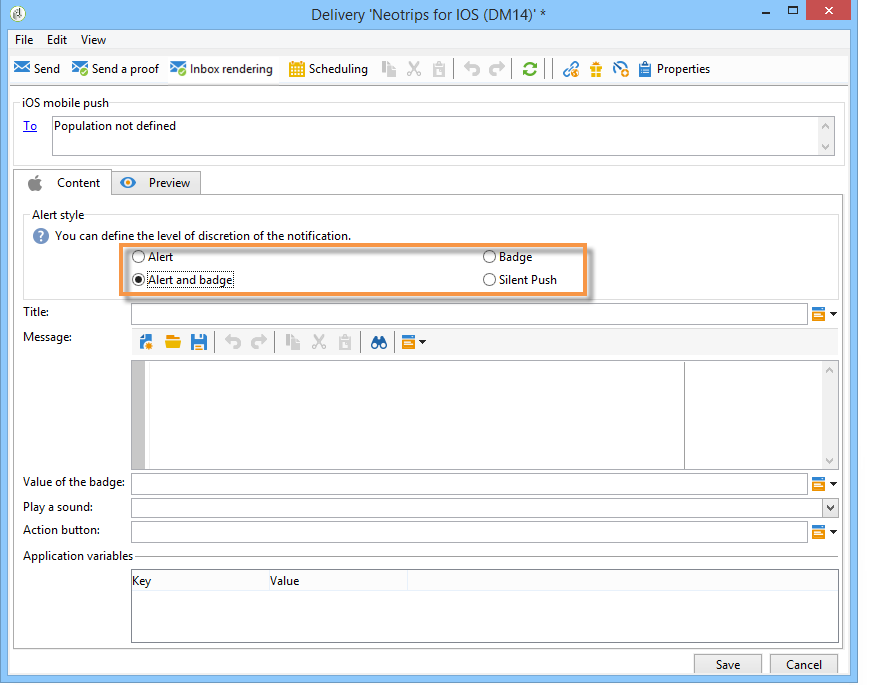 Delivery 'Neotrips for IOS (DM14)' *
File Edit View
Send Send a proof Inbox rendering Scheduling Properties
iOS mobile push
To Population not defined
Content Preview
Alert style
? You can define the level of discretion of the notification.
Alert Badge
Alert and badge Silent Push
Title:
Message:
Value of the badge:
Play a sound:
Action button:
Application variables
Key Value
Save Cancel